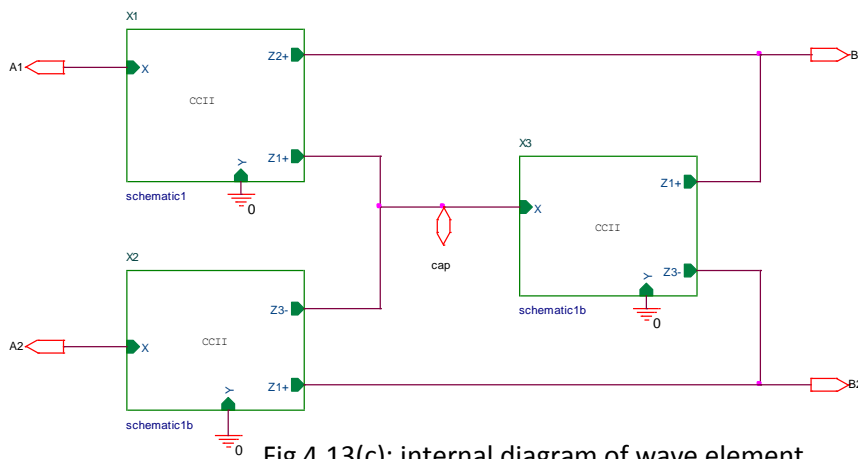 X1
A1
X
Z2+
CCII
Z1+
Y
0
schematic1
B
X3
X
Z1+
CCII
Z3-
Y
0
schematic1b
cap
X2
A2
X
Z3-
CCII
Z1+
Y
0
schematic1b
B2
Fig 4.13(c): internal diagram of wave element